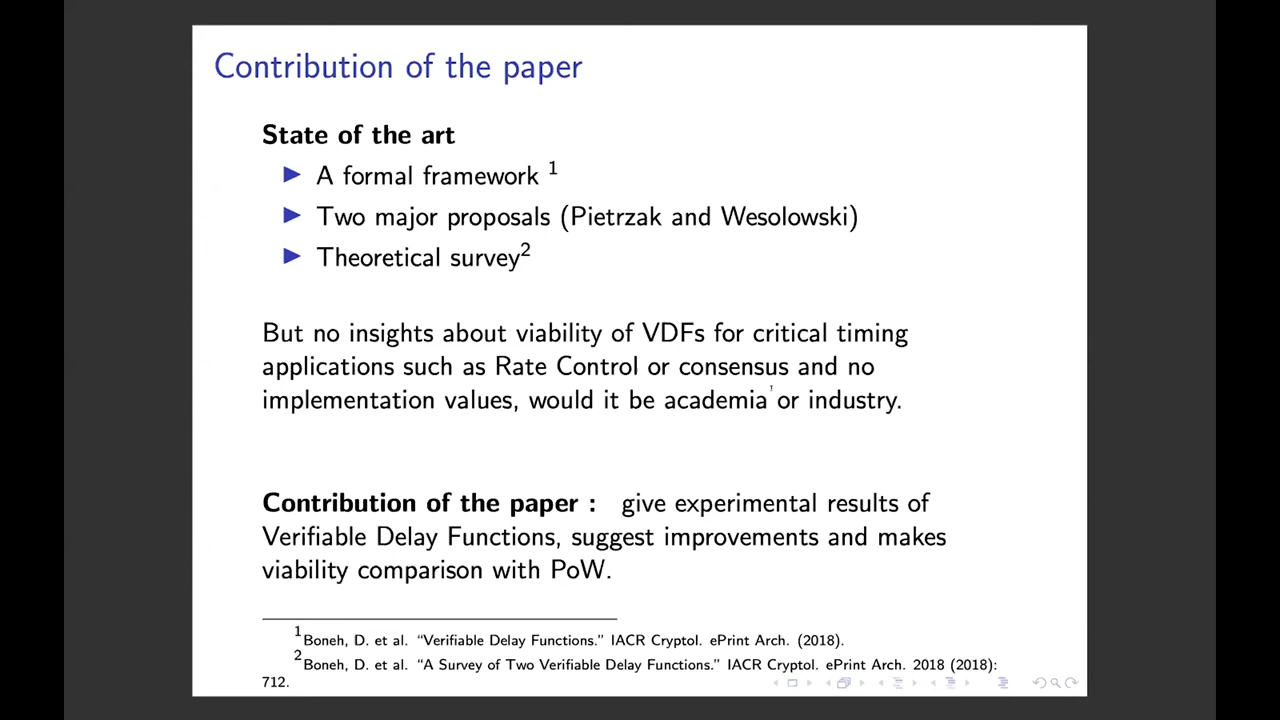 Contribution of the paper
State of the art
▶ A formal framework 1
▶ Two major proposals (Pietrzak and Wesolowski)
▶ Theoretical survey2
But no insights about viability of VDFs for critical timing
applications such as Rate Control or consensus and no
implementation values, would it be academia or industry.
Contribution of the paper : give experimental results of
Verifiable Delay Functions, suggest improvements and makes
viability comparison with PoW.
1Boneh, D. et al. “Verifiable Delay Functions.” IACR Cryptol. ePrint Arch. (2018).
2Boneh, D. et al. “A Survey of Two Verifiable Delay Functions.” IACR Cryptol. ePrint Arch. 2018 (2018):
712.